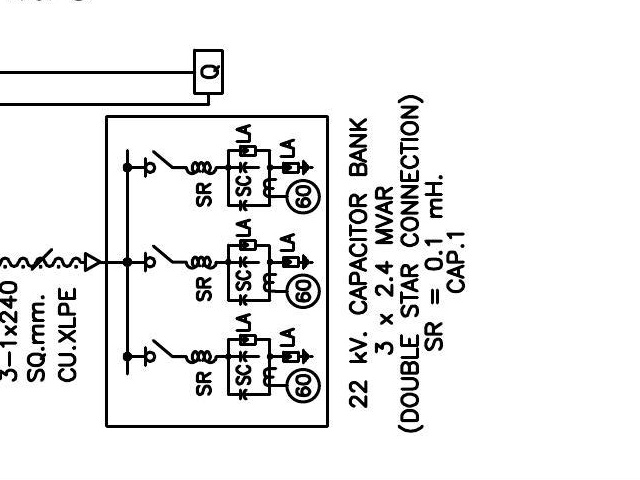 Q
3-1x240
SQ.mm.
CU.XLPE
LA
LA
SR
SC
60
LA
LA
SR
SC
60
LA
LA
SR
SC
60
22 kV. CAPACITOR BANK
3 x 2.4 MVAR
(DOUBLE STAR CONNECTION)
SR = 0.1 mH.
CAP.1